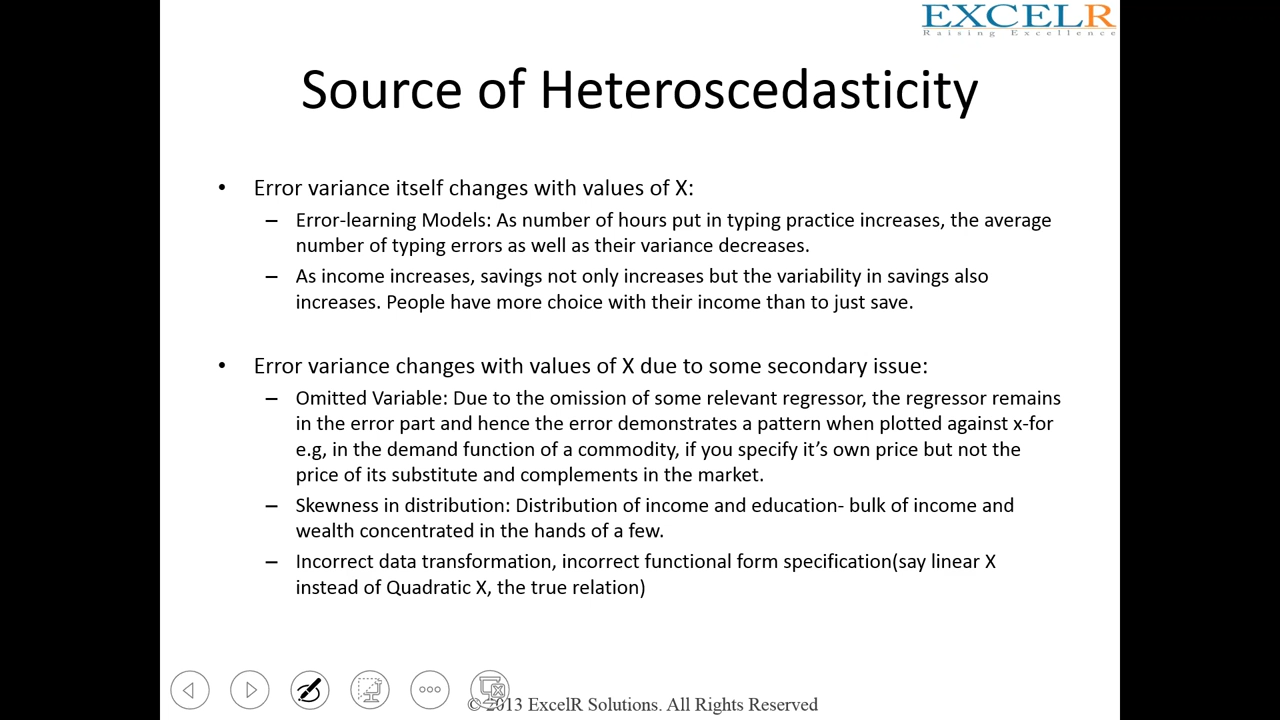 EXCELR
Raising Excellence
Source of Heteroscedasticity
• Error variance itself changes with values of X:
– Error-learning Models: As number of hours put in typing practice increases, the average
number of typing errors as well as their variance decreases.
– As income increases, savings not only increases but the variability in savings also
increases. People have more choice with their income than to just save.
• Error variance changes with values of X due to some secondary issue:
– Omitted Variable: Due to the omission of some relevant regressor, the regressor remains
in the error part and hence the error demonstrates a pattern when plotted against x-for
e.g, in the demand function of a commodity, if you specify it’s own price but not the
price of its substitute and complements in the market.
– Skewness in distribution: Distribution of income and education- bulk of income and
wealth concentrated in the hands of a few.
– Incorrect data transformation, incorrect functional form specification(say linear X
instead of Quadratic X, the true relation)
© 2013 ExcelR Solutions. All Rights Reserved